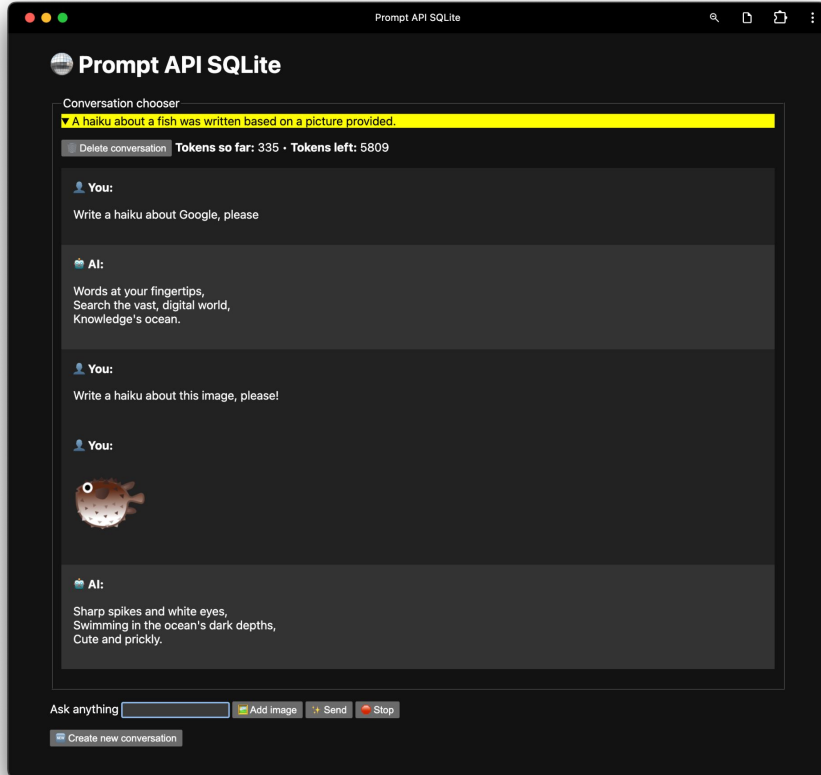 Prompt API SQLite
Prompt API SQLite
Conversation chooser
▼ A haiku about a fish was written based on a picture provided.
Delete conversation Tokens so far: 335 • Tokens left: 5809
👤 You:
Write a haiku about Google, please
🤖 AI:
Words at your fingertips,
Search the vast, digital world,
Knowledge's ocean.
👤 You:
Write a haiku about this image, please!
👤 You:
🤖 AI:
Sharp spikes and white eyes,
Swimming in the ocean's dark depths,
Cute and prickly.
Ask anything 🖼️ Add image ✨ Send 🛑 Stop
🆕 Create new conversation